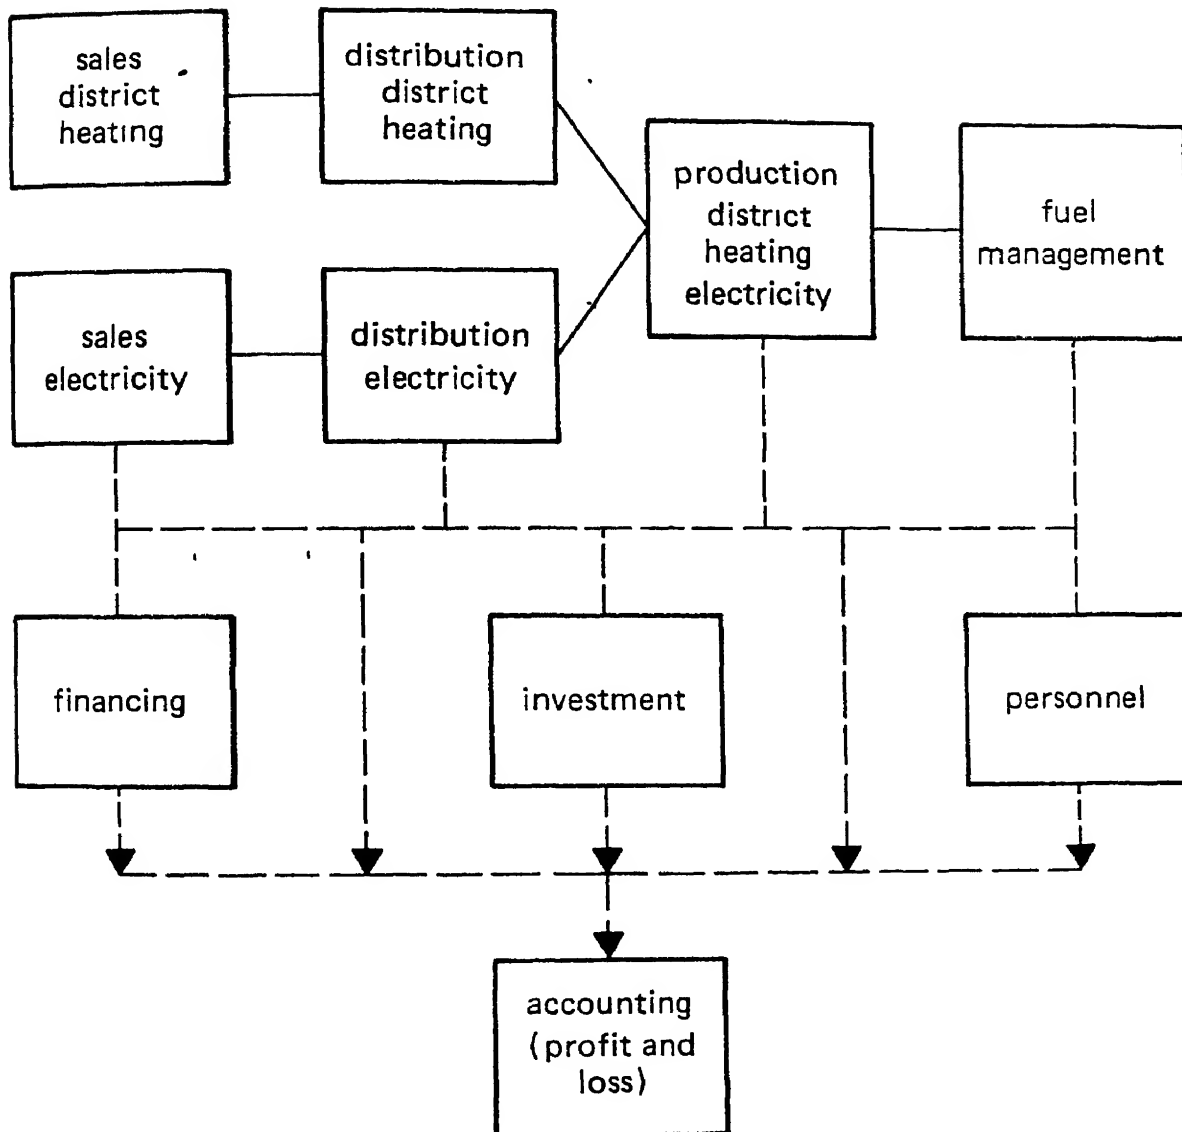 sales
district
heating
distribution
district
heating
production
district
heating
electricity
fuel
management
sales
electricity
distribution
electricity
financing
investment
personnel
accounting
(profit and
loss)